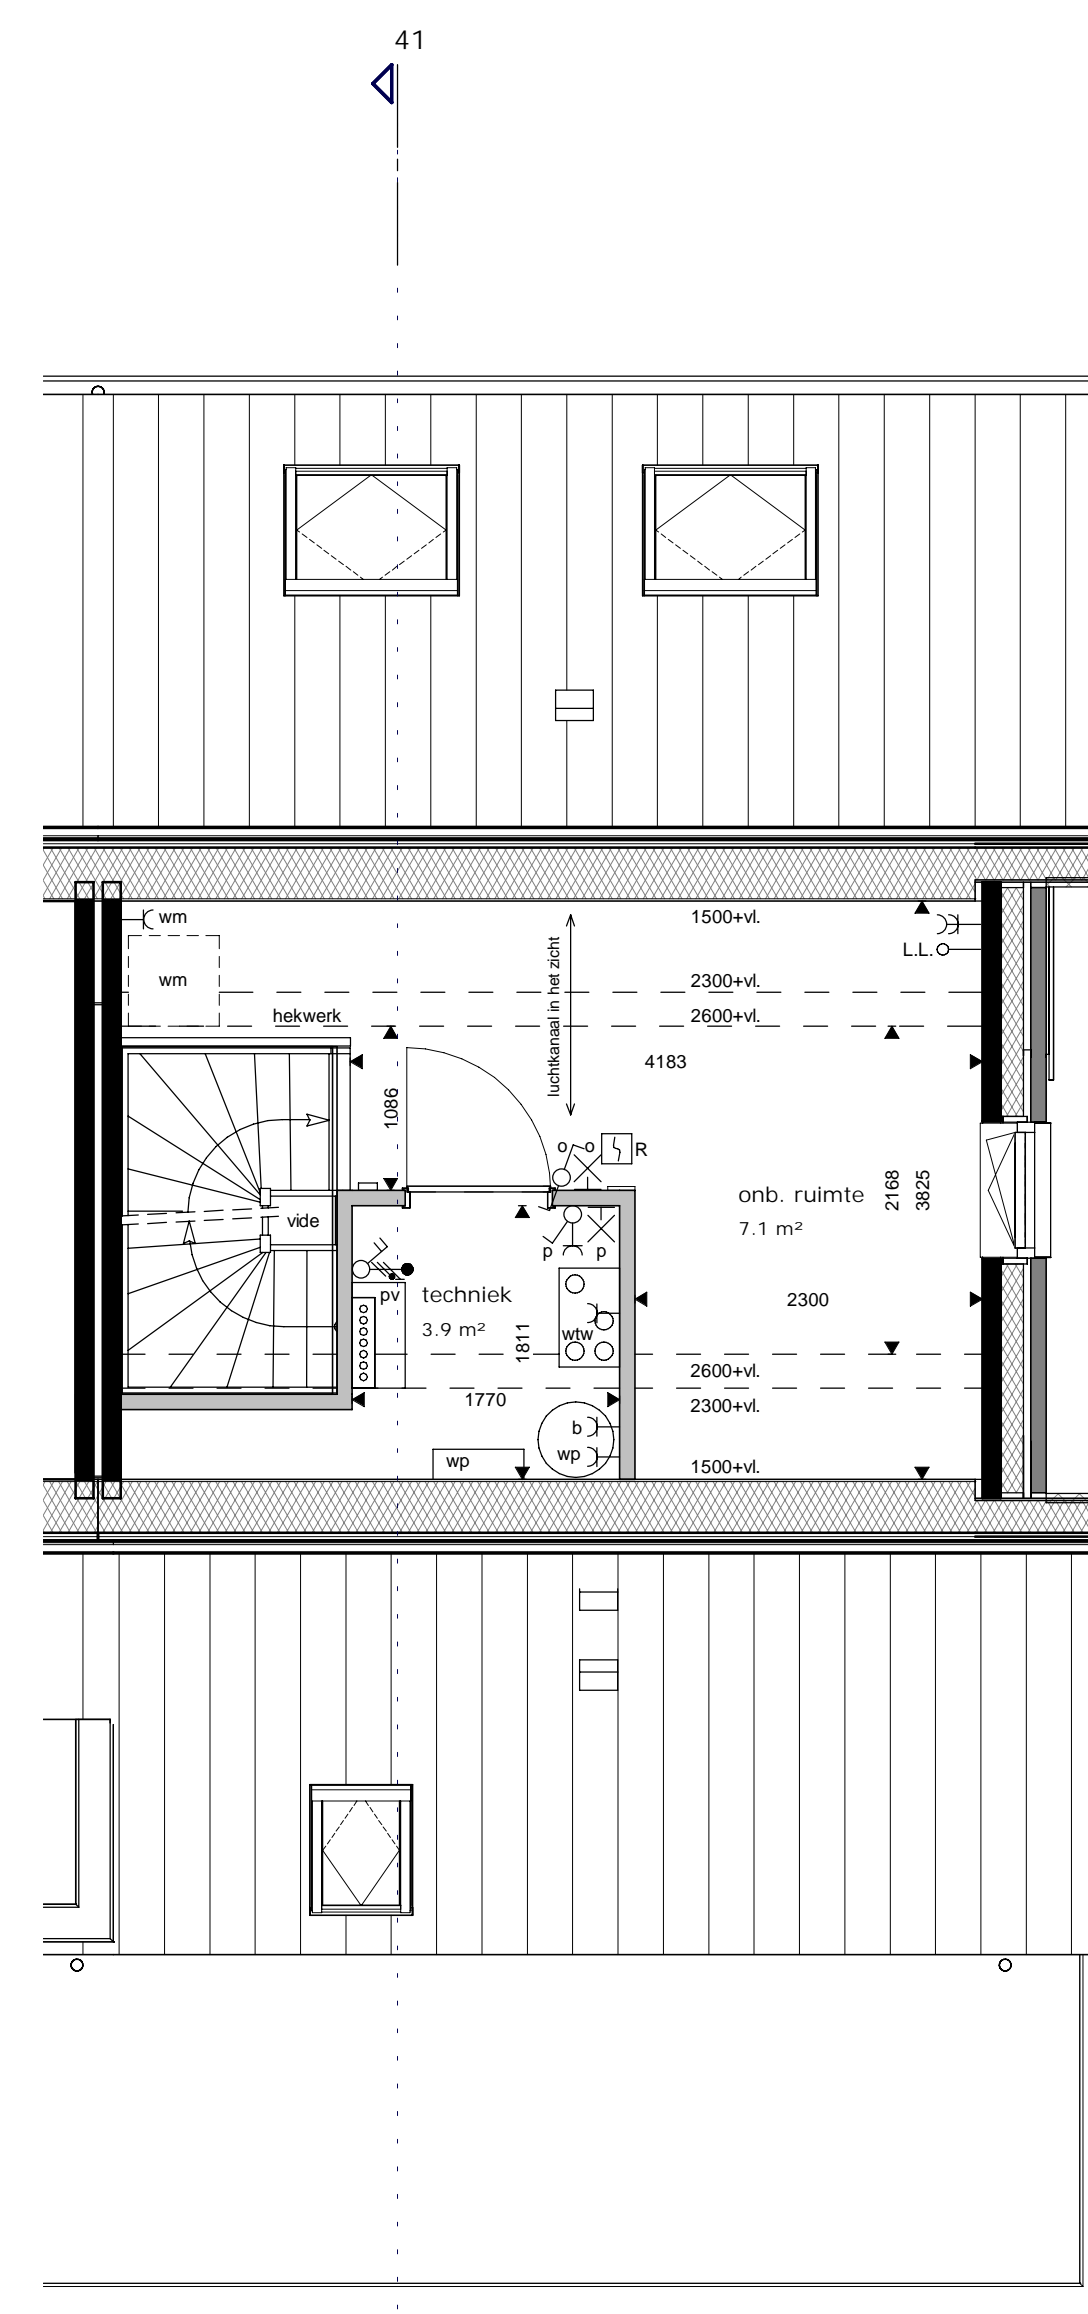 41
wm
1500+vl.
L.L.
luchtkanaal in het zicht
wm
2300+vl.
hekwerk
2600+vl.
4183
1086
R
o
o
onb. ruimte
7.1 m²
2168
3825
vide
p
p
pv
techniek
3.9 m²
2300
1811
wtw
2600+vl.
1770
2300+vl.
b
wp
wp
1500+vl.